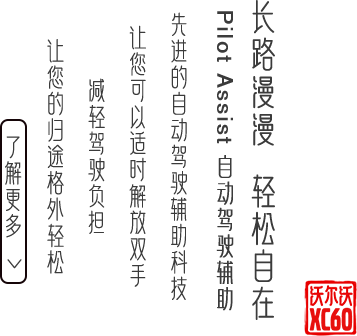 长路漫漫 轻松自在
Pilot Assist 自动驾驶辅助
先进的自动驾驶辅助科技
让您可以适时解放双手
减轻驾驶负担
让您的归途格外轻松
了解更多
沃尔沃
XC60